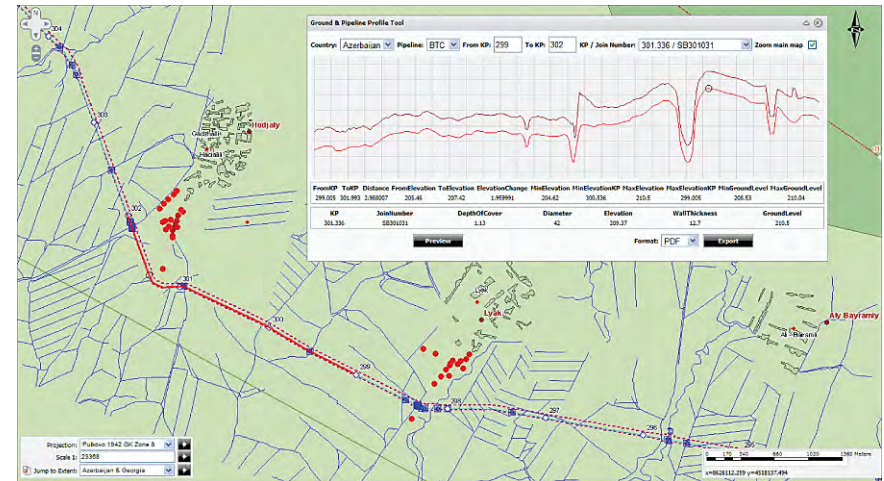 Ground & Pipeline Profile Tool
Country: Azerbaijan Pipeline: BTC From KP: 299 To KP: 302 KP / Join Number: 301.336 / SB301031 Zoom main map
FromKP ToKP Distance FromElevation ToElevation ElevationChange MinElevation MinElevationKP MaxElevation MaxElevationKP MinGroundLevel MaxGroundLevel
299.005 301.993 2.988007 205.46 207.42 1.959991 204.62 300.536 210.5 299.005 205.53 210.04
KP JoinNumber DepthOfCover Diameter Elevation WallThickness GroundLevel
301.336 SB301031 1.13 42 209.37 12.7 210.5
Preview Format: PDF Export
N
304
303
Hodjaly
302
301
300
Lyak
Aly Bayramly
299
298
297
296
295
Projection: Pulkovo 1942 GK Zone 8
Scale 1: 23368
Jump to Extent: Azerbaijan & Georgia
0 170 340 680 1020 1360 Meters
x=8626112.259 y=4518137.494